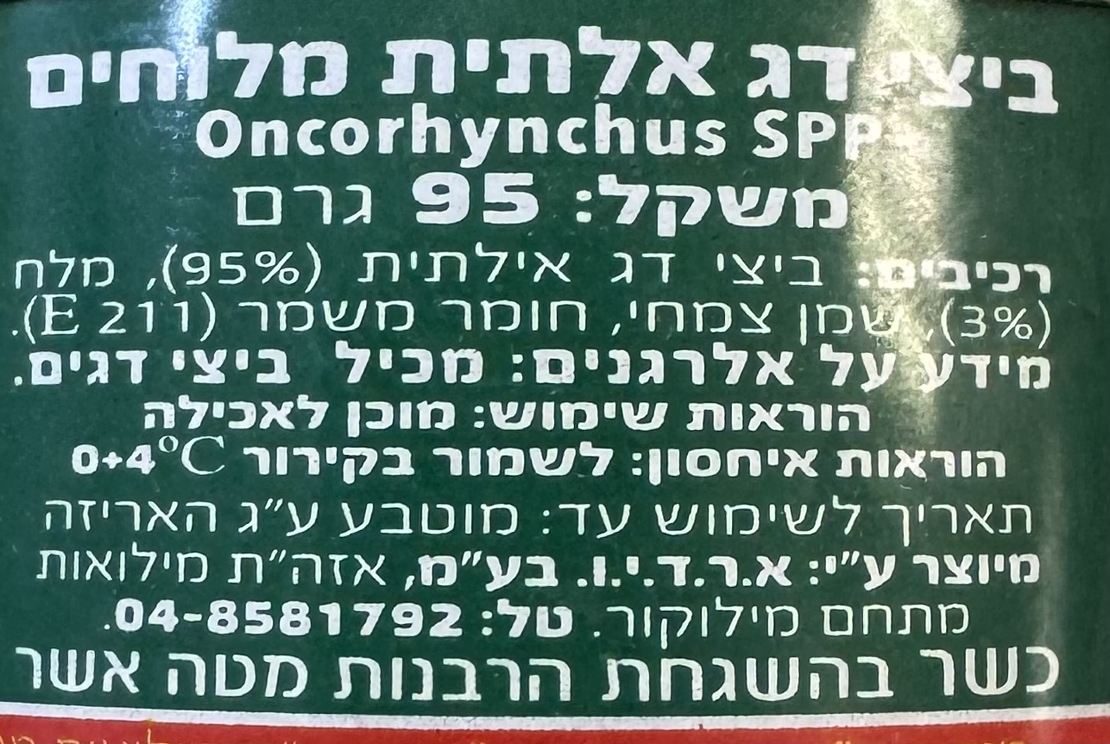 ביצי דג אלתית מלוחים
Oncorhynchus SPP
משקל: 95 גרם
רכיבים: ביצי דג אילתית (95%), מלח
(3%), שמן צמחי, חומר משמר (E 211).
מידע על אלרגנים: מכיל ביצי דגים.
הוראות שימוש: מוכן לאכילה
הוראות איחסון: לשמור בקירור 0+4°C
תאריך לשימוש עד: מוטבע ע"ג האריזה
מיוצר ע"י: א.ר.ד.י.ו. בע"מ, אזה"ת מילואות
מתחם מילוקור. טל: 04-8581792.
כשר בהשגחת הרבנות מטה אשר